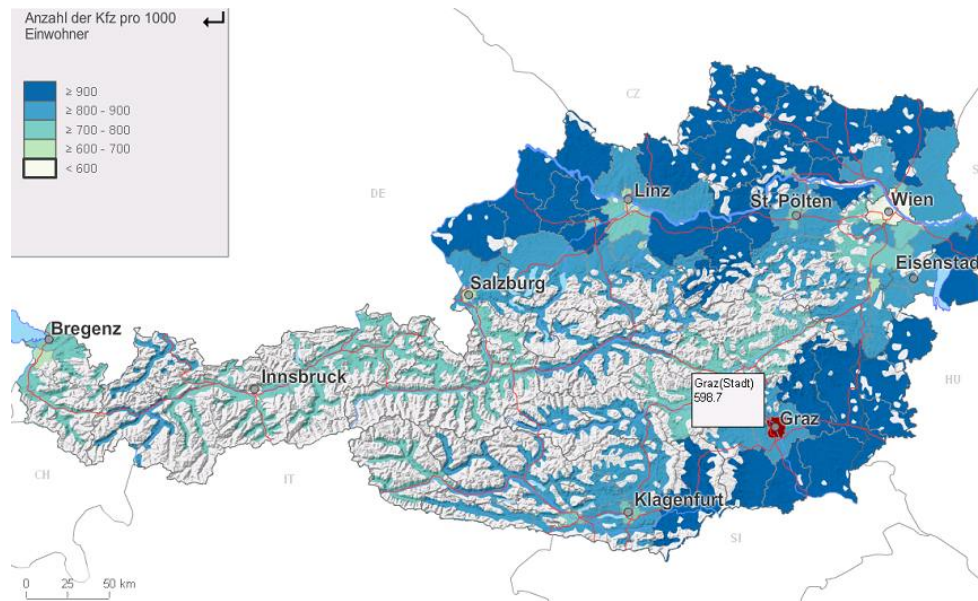 Anzahl der Kfz pro 1000
Einwohner
≥ 900
≥ 800 - 900
≥ 700 - 800
≥ 600 - 700
< 600
CZ
DE
Linz
St. Pölten
Wien
Eisenstad
Salzburg
Bregenz
Innsbruck
HU
Graz(Stadt)
598.7
Graz
CH
IT
Klagenfurt
SI
0 25 50 km